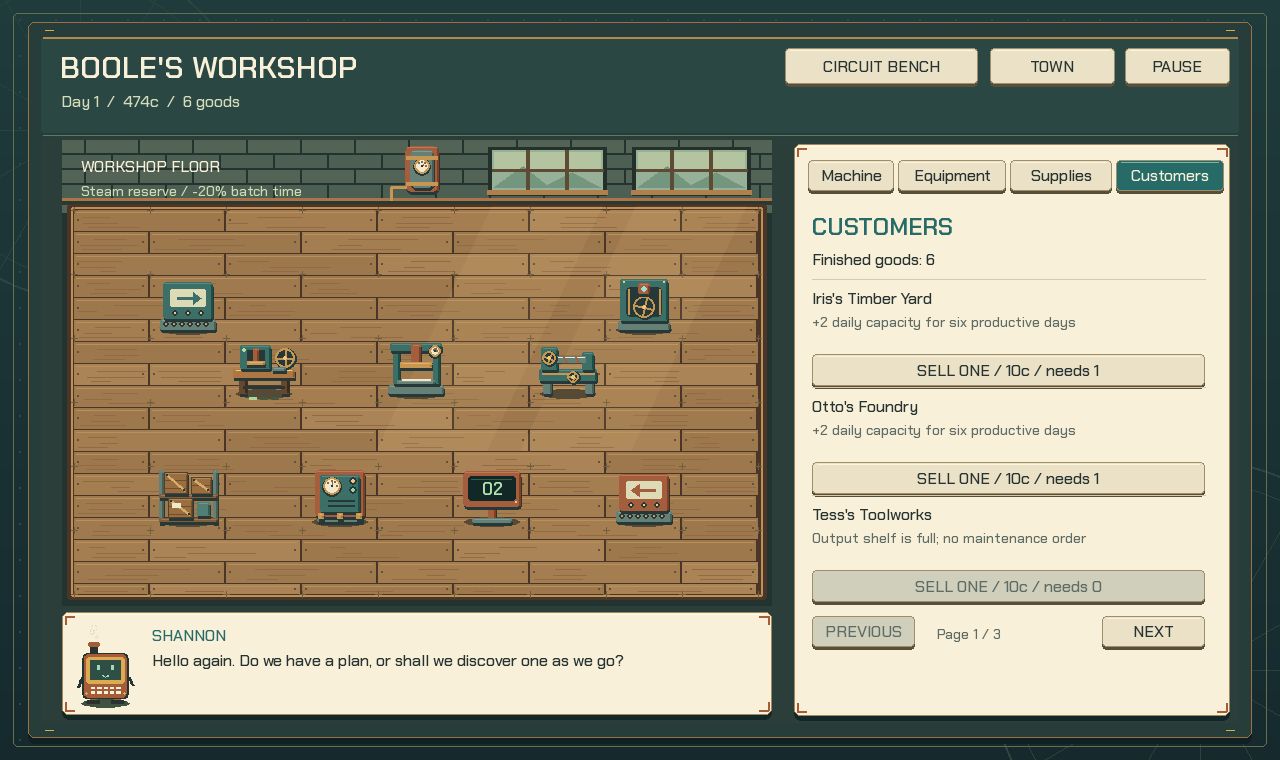 BOOLE'S WORKSHOP
Day 1 / 474c / 6 goods
CIRCUIT BENCH
TOWN
PAUSE
WORKSHOP FLOOR
Steam reserve / -20% batch time
02
SHANNON
Hello again. Do we have a plan, or shall we discover one as we go?
Machine
Equipment
Supplies
Customers
CUSTOMERS
Finished goods: 6
Iris's Timber Yard
+2 daily capacity for six productive days
SELL ONE / 10c / needs 1
Otto's Foundry
+2 daily capacity for six productive days
SELL ONE / 10c / needs 1
Tess's Toolworks
Output shelf is full; no maintenance order
SELL ONE / 10c / needs 0
PREVIOUS
Page 1 / 3
NEXT